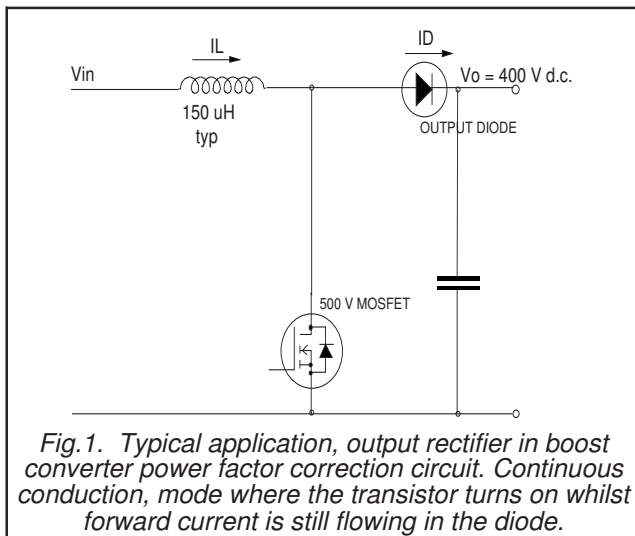 IL
ID
Vin
Vo = 400 V d.c.
150 uH
typ
OUTPUT DIODE
500 V MOSFET
Fig.1. Typical application, output rectifier in boost
converter power factor correction circuit. Continuous
conduction, mode where the transistor turns on whilst
forward current is still flowing in the diode.